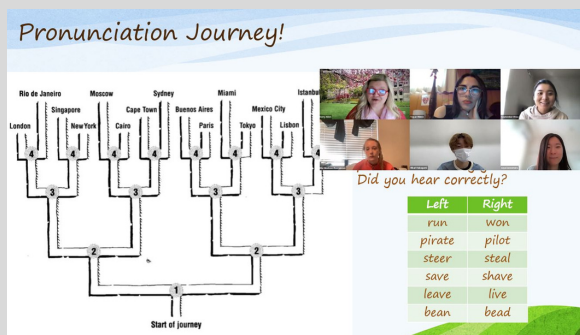 Pronunciation Journey!
Rio de Janeiro Moscow Sydney Miami Istanbul
Singapore Cape Town Buenos Aires Mexico City
London New York Cairo Paris Tokyo Lisbon
4 4 4 4 4 4 4 4
3 3 3 3
2 2
1
Start of journey
Did you hear correctly?
Left Right
run won
pirate pilot
steer steal
save shave
leave live
bean bead